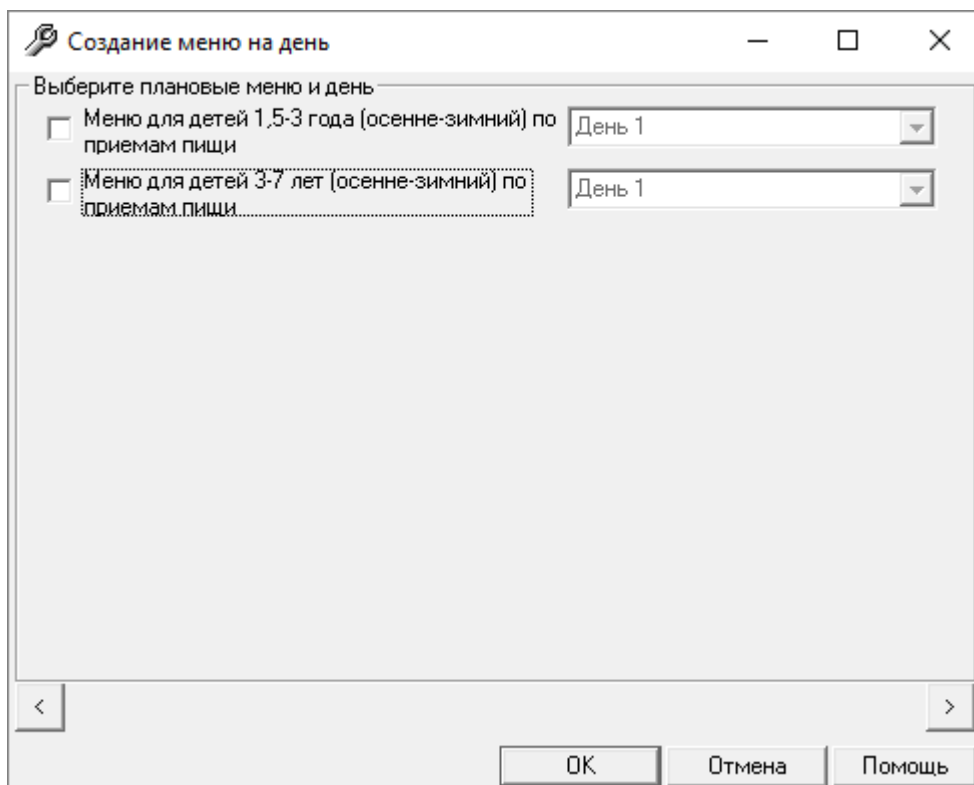 Создание меню на день
Выберите плановые меню и день
Меню для детей 1,5-3 года (осенне-зимний) по
приемам пищи
День 1
Меню для детей 3-7 лет (осенне-зимний) по
приемам пищи
День 1
<
>
OK
Отмена
Помощь